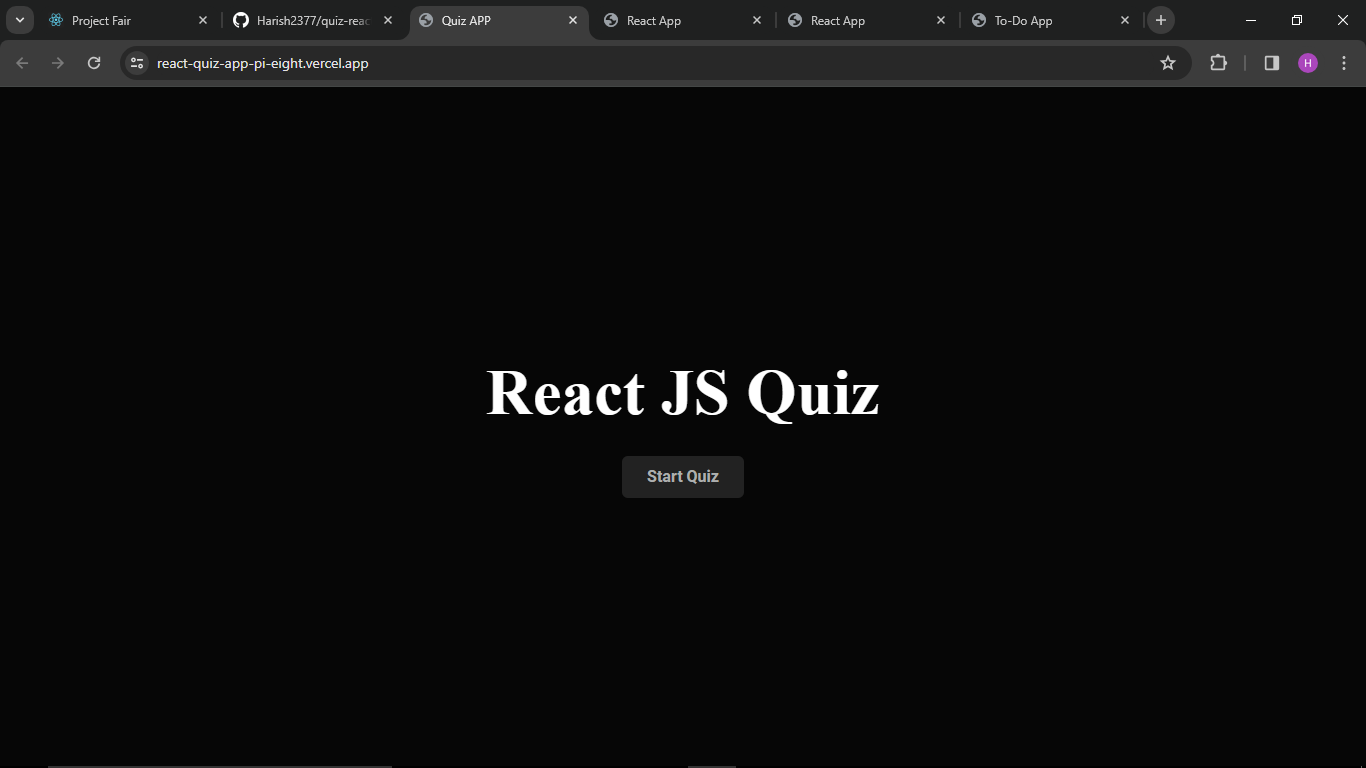 Project Fair
Harish2377/quiz-reac
Quiz APP
React App
React App
To-Do App
react-quiz-app-pi-eight.vercel.app
H
React JS Quiz
Start Quiz